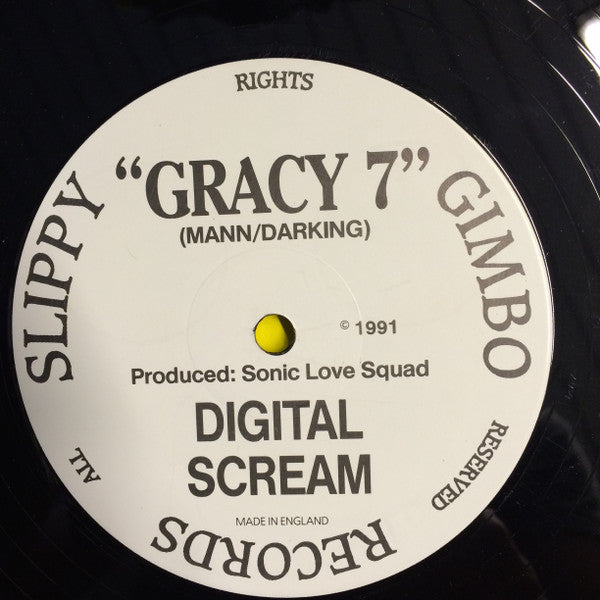 RIGHTS
SLIPPY GIMBO RECORDS
"GRACY 7"
(MANN/DARKING)
© 1991
Produced: Sonic Love Squad
DIGITAL
SCREAM
MADE IN ENGLAND
ALL
RESERVED